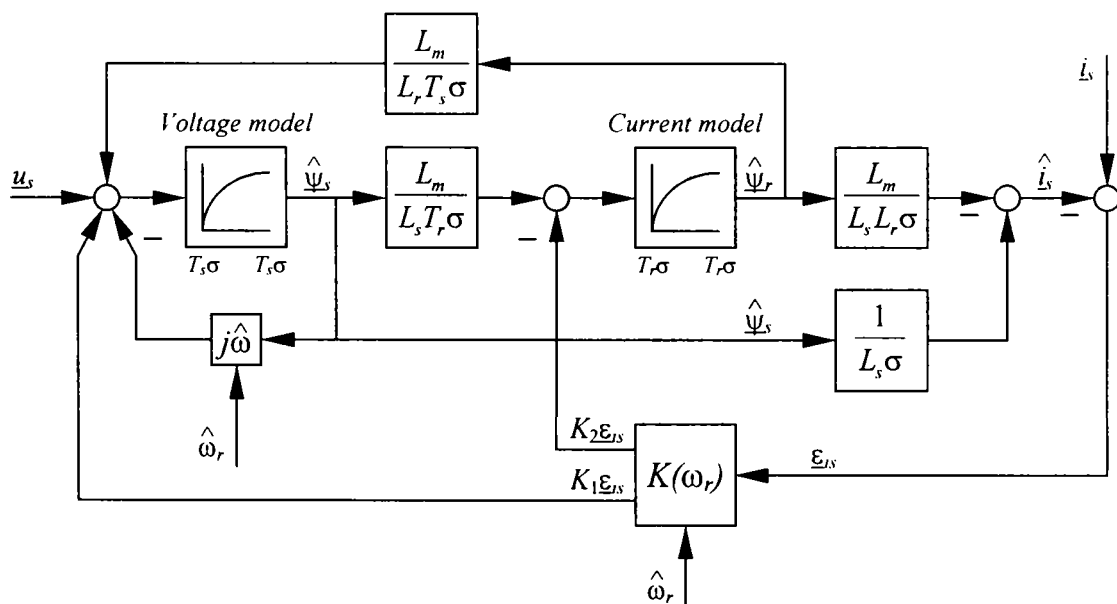 L_m
L_r T_s σ
i_s
Voltage model
Current model
u_s
ψ̂_s
L_m
L_s T_r σ
ψ̂_r
L_m
L_s L_r σ
î_s
−
−
−
−
T_s σ T_s σ
T_r σ T_r σ
jω̂
ψ̂_s
1
L_s σ
ω̂_r
K_2 ε_is
K_1 ε_is
K(ω_r)
ε_is
ω̂_r